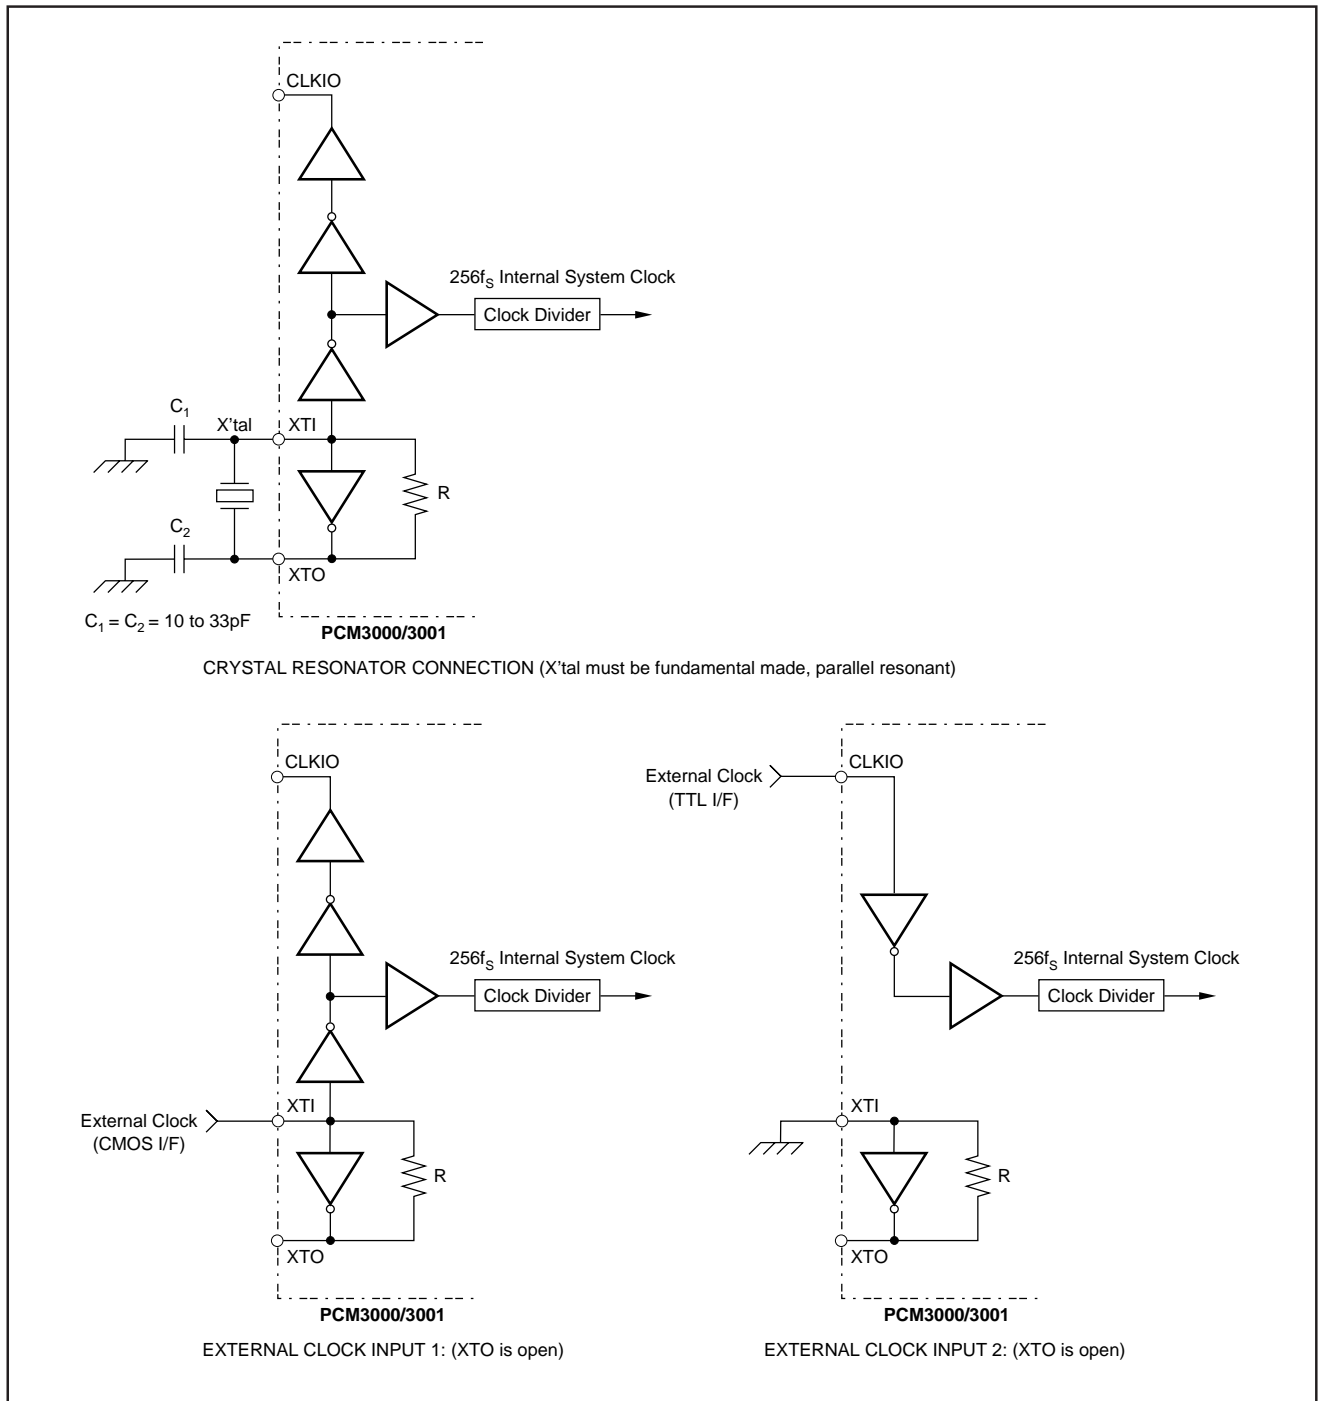 CLKIO
256fS Internal System Clock
Clock Divider
C1
X'tal
XTI
R
C2
XTO
C1 = C2 = 10 to 33pF
PCM3000/3001
CRYSTAL RESONATOR CONNECTION (X'tal must be fundamental made, parallel resonant)
CLKIO
256fS Internal System Clock
Clock Divider
XTI
External Clock
(CMOS I/F)
R
XTO
PCM3000/3001
EXTERNAL CLOCK INPUT 1: (XTO is open)
CLKIO
External Clock
(TTL I/F)
256fS Internal System Clock
Clock Divider
XTI
R
XTO
PCM3000/3001
EXTERNAL CLOCK INPUT 2: (XTO is open)